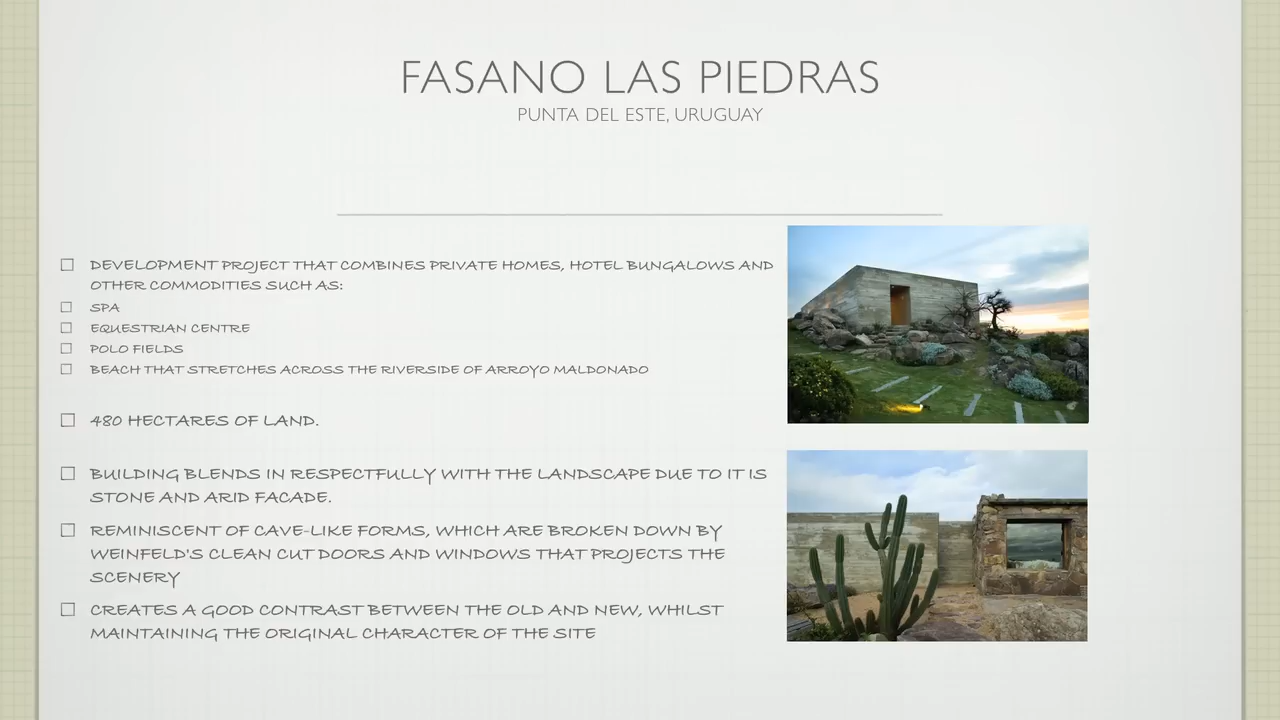 FASANO LAS PIEDRAS
PUNTA DEL ESTE, URUGUAY
DEVELOPMENT PROJECT THAT COMBINES PRIVATE HOMES, HOTEL BUNGALOWS AND
OTHER COMMODITIES SUCH AS:
SPA
EQUESTRIAN CENTRE
POLO FIELDS
BEACH THAT STRETCHES ACROSS THE RIVERSIDE OF ARROYO MALDONADO
480 HECTARES OF LAND.
BUILDING BLENDS IN RESPECTFULLY WITH THE LANDSCAPE DUE TO IT IS
STONE AND ARID FACADE.
REMINISCENT OF CAVE-LIKE FORMS, WHICH ARE BROKEN DOWN BY
WEINFELD'S CLEAN CUT DOORS AND WINDOWS THAT PROJECTS THE
SCENERY
CREATES A GOOD CONTRAST BETWEEN THE OLD AND NEW, WHILST
MAINTAINING THE ORIGINAL CHARACTER OF THE SITE